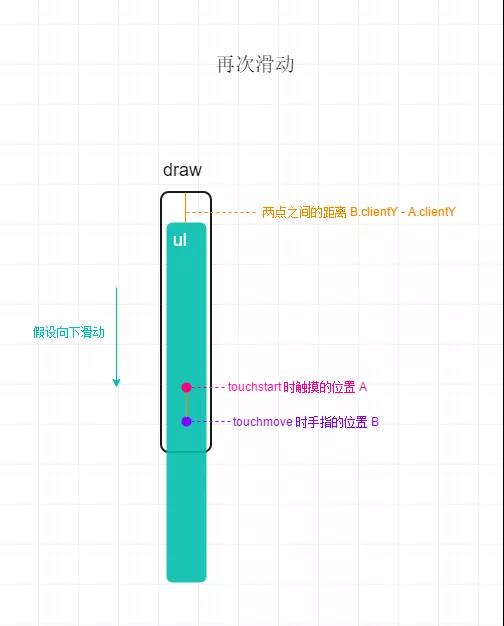 再次滑动
draw
两点之间的距离 B.clientY - A.clientY
ul
假设向下滑动
touchstart 时触摸的位置 A
touchmove 时手指的位置 B